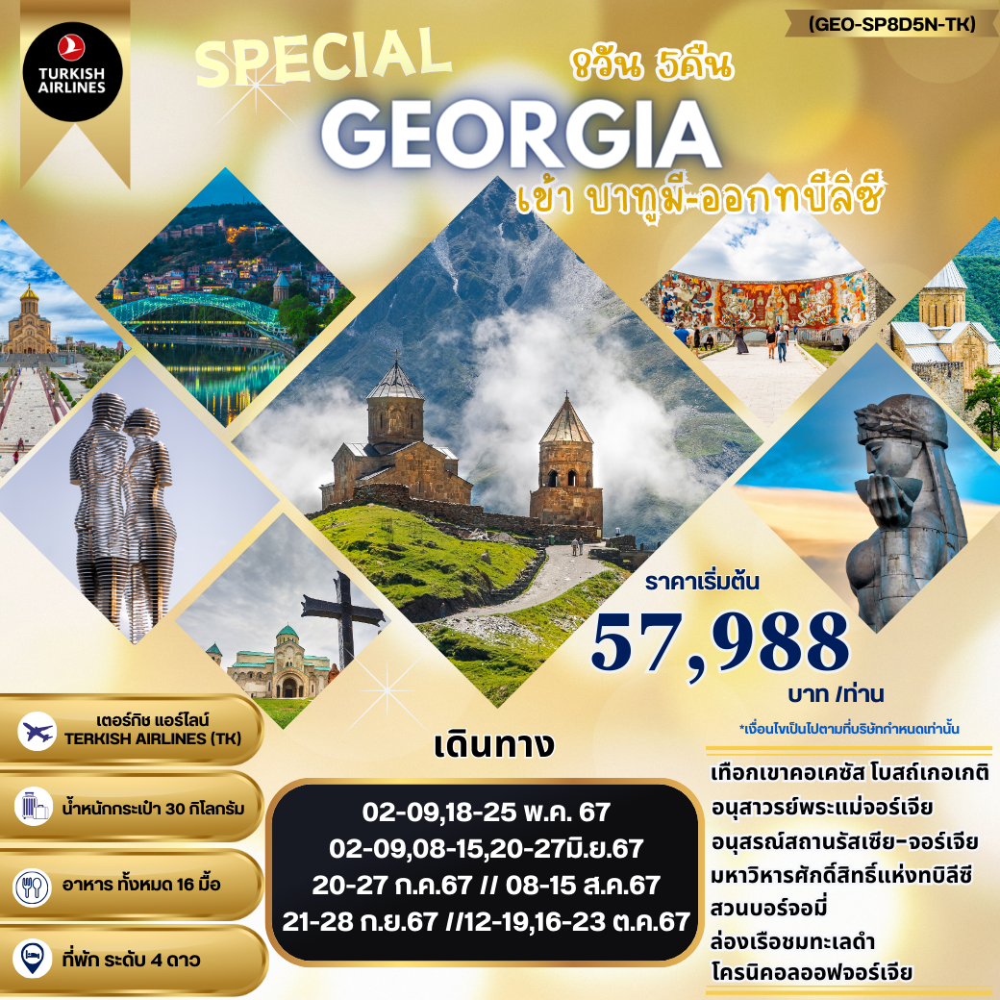 TURKISH
AIRLINES
(GEO-SP8D5N-TK)
SPECIAL
8วัน 5คืน
GEORGIA
เข้า บาทูมี-ออกทบีลิซี
ราคาเริ่มต้น
57,988
บาท /ท่าน
*เงื่อนไขเป็นไปตามที่บริษัทกำหนดเท่านั้น
เตอร์กิช แอร์ไลน์
TERKISH AIRLINES (TK)
น้ำหนักกระเป๋า 30 กิโลกรัม
อาหาร ทั้งหมด 16 มื้อ
ที่พัก ระดับ 4 ดาว
เดินทาง
02-09,18-25 พ.ค. 67
02-09,08-15,20-27มิ.ย.67
20-27 ก.ค.67 // 08-15 ส.ค.67
21-28 ก.ย.67 //12-19,16-23 ต.ค.67
เทือกเขาคอเคซัส โบสถ์เกอเกติ
อนุสาวรย์พระแม่จอร์เจีย
อนุสรณ์สถานรัสเซีย-จอร์เจีย
มหาวิหารศักดิ์สิทธิ์แห่งทบิลีซี
สวนบอร์จอมี่
ล่องเรือชมทะเลดำ
โครนิคอลออฟจอร์เจีย